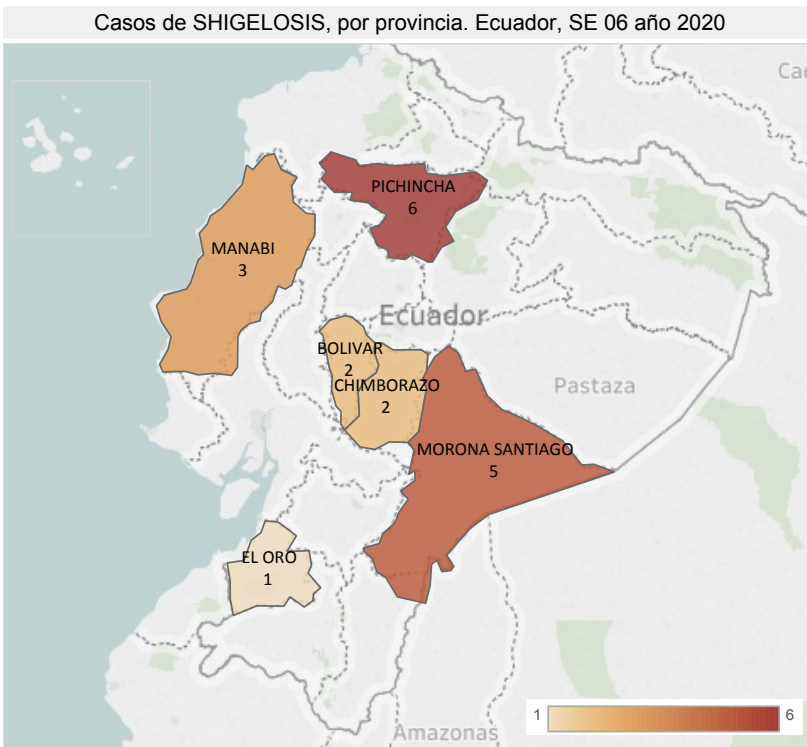 Casos de SHIGELOSIS, por provincia. Ecuador, SE 06 año 2020
PICHINCHA
6
MANABI
3
Ecuador
BOLIVAR
2
CHIMBORAZO
2
Pastaza
MORONA SANTIAGO
5
EL ORO
1
1
6
Amazonas